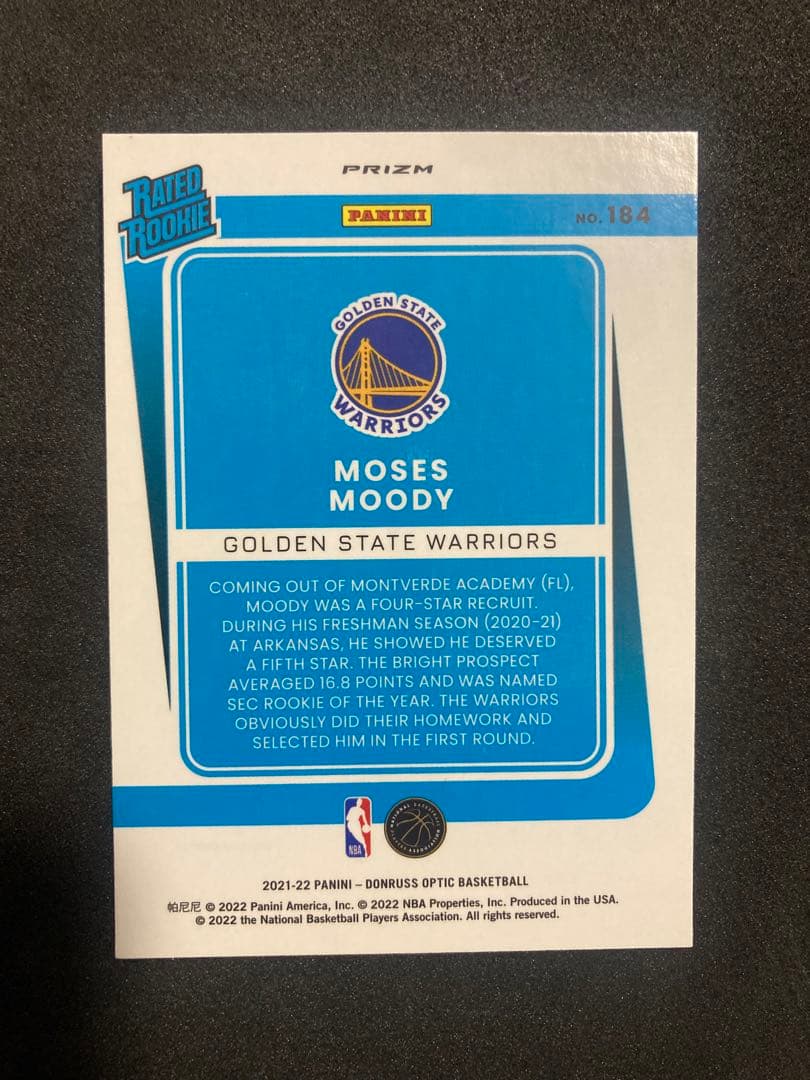 PRIZM
RATED
ROOKIE
PANINI
NO. 184
GOLDEN STATE
WARRIORS
MOSES
MOODY
GOLDEN STATE WARRIORS
COMING OUT OF MONTVERDE ACADEMY (FL),
MOODY WAS A FOUR-STAR RECRUIT.
DURING HIS FRESHMAN SEASON (2020-21)
AT ARKANSAS, HE SHOWED HE DESERVED
A FIFTH STAR. THE BRIGHT PROSPECT
AVERAGED 16.8 POINTS AND WAS NAMED
SEC ROOKIE OF THE YEAR. THE WARRIORS
OBVIOUSLY DID THEIR HOMEWORK AND
SELECTED HIM IN THE FIRST ROUND.
NBA
NATIONAL BASKETBALL
PLAYERS ASSOCIATION
2021-22 PANINI – DONRUSS OPTIC BASKETBALL
帕尼尼 © 2022 Panini America, Inc. © 2022 NBA Properties, Inc. Produced in the USA.
© 2022 the National Basketball Players Association. All rights reserved.